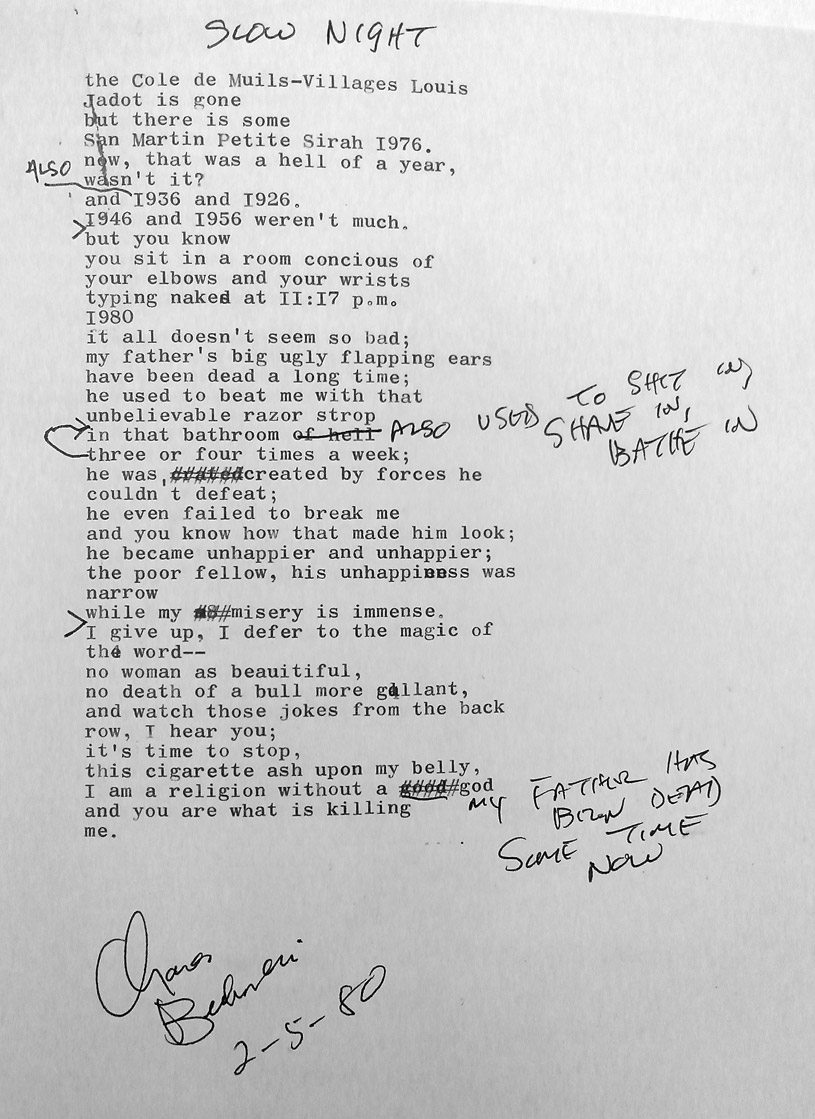 SLOW NIGHT
the Cole de Muils-Villages Louis
Jadot is gone
but there is some
San Martin Petite Sirah I976.
now, that was a hell of a year,
ALSO
wasn't it?
and I936 and I926.
I946 and I956 weren't much.
but you know
you sit in a room concious of
your elbows and your wrists
typing naked at II:I7 p.m.
I980
it all doesn't seem so bad;
my father's big ugly flapping ears
have been dead a long time;
he used to beat me with that
unbelievable razor strop
in that bathroom of hell ALSO USED TO SHIT IN,
SHAVE IN,
BATHE IN
three or four times a week;
he was, created by forces he
couldn't defeat;
he even failed to break me
and you know how that made him look;
he became unhappier and unhappier;
the poor fellow, his unhappiness was
narrow
while my misery is immense.
I give up, I defer to the magic of
the word--
no woman as beauitiful,
no death of a bull more gallant,
and watch those jokes from the back
row, I hear you;
it's time to stop,
this cigarette ash upon my belly,
I am a religion without a god
and you are what is killing
me.
MY FATHER HAS
BEEN DEAD
SOME TIME
NOW
Charles
Bukowski
2-5-80